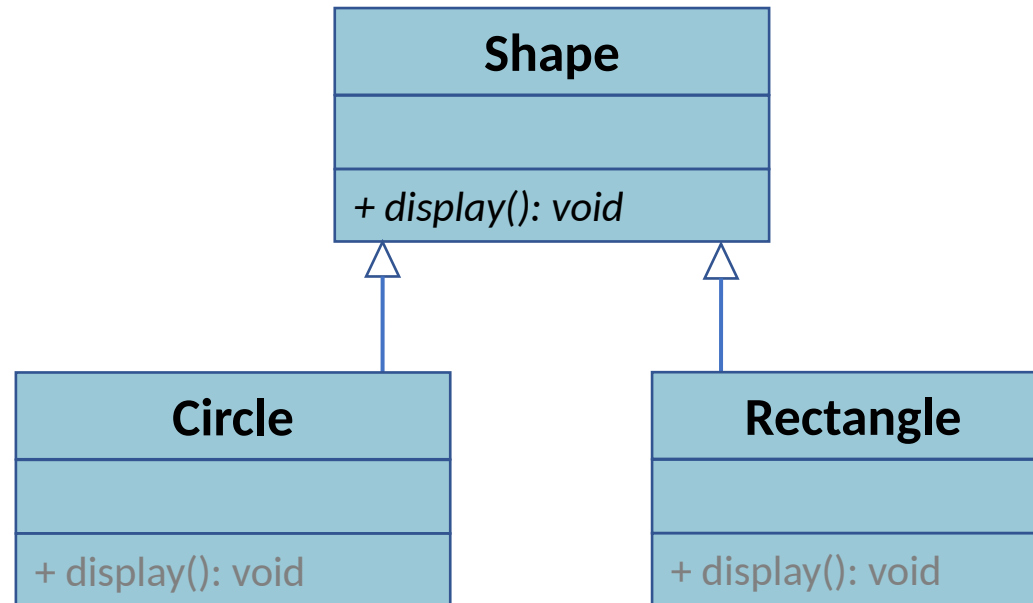 Shape
+ display(): void
Circle
Rectangle
+ display(): void
+ display(): void